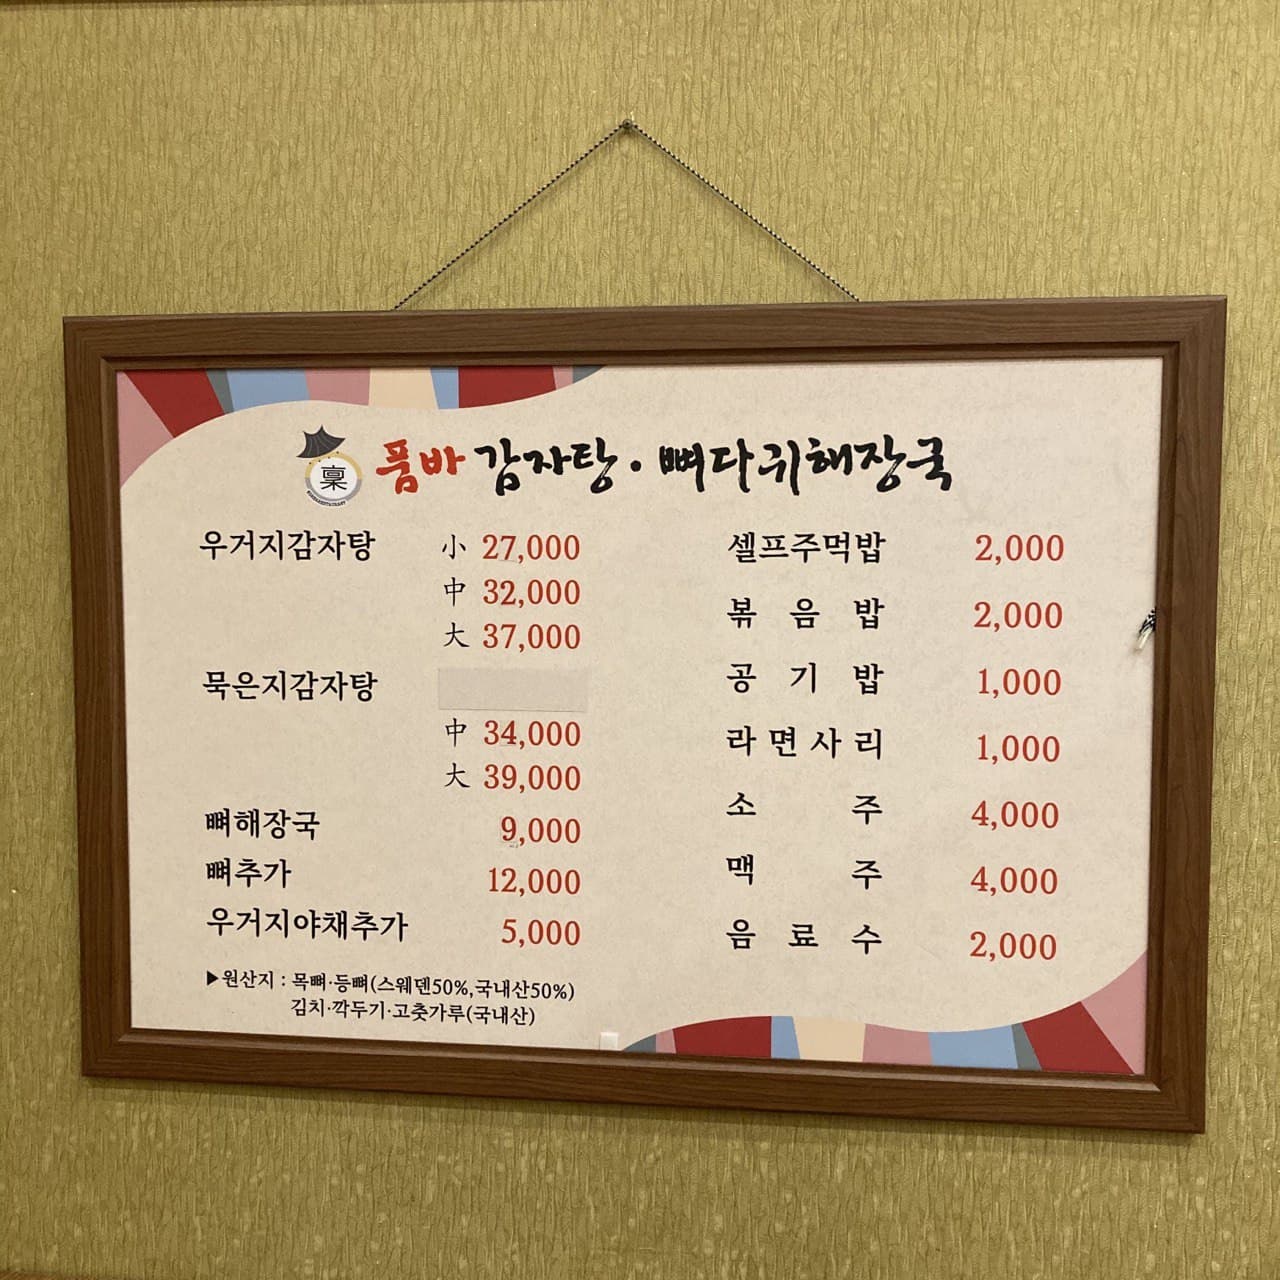 稟
품바 감자탕·뼈다귀해장국
우거지감자탕 小 27,000
中 32,000
大 37,000
묵은지감자탕
中 34,000
大 39,000
뼈해장국 9,000
뼈추가 12,000
우거지야채추가 5,000
▶원산지 : 목뼈·등뼈(스웨덴50%,국내산50%)
김치·깍두기·고춧가루(국내산)
셀프주먹밥 2,000
볶음밥 2,000
공기밥 1,000
라면사리 1,000
소주 4,000
맥주 4,000
음료수 2,000